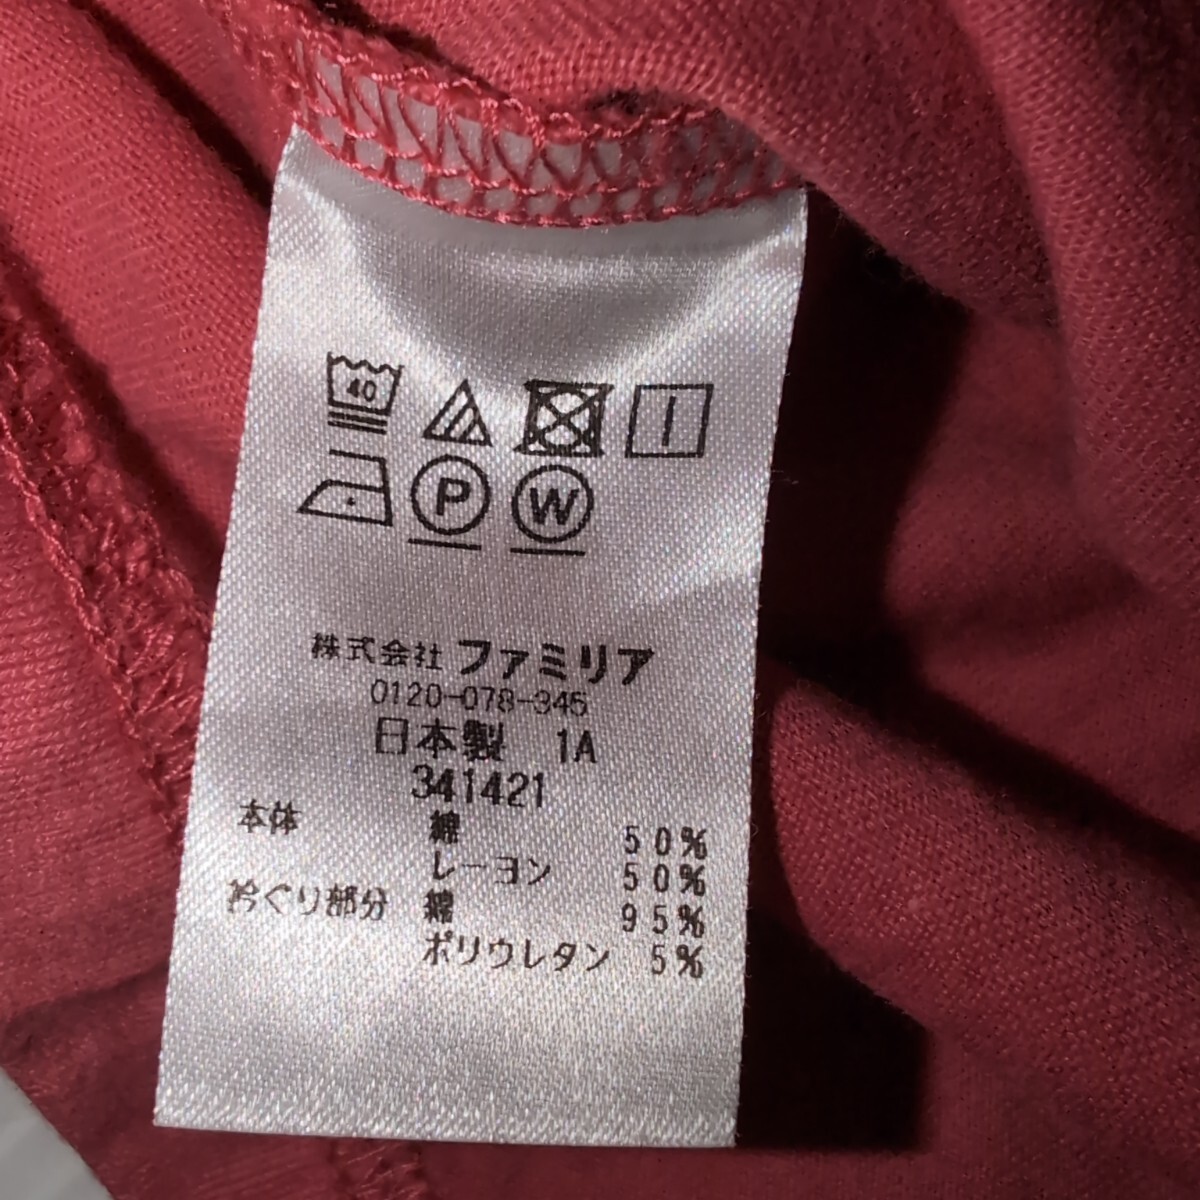 40
P W
株式会社 ファミリア
0120-078-345
日本製 1A
341421
本体 綿 50%
レーヨン 50%
衿ぐり部分 綿 95%
ポリウレタン 5%